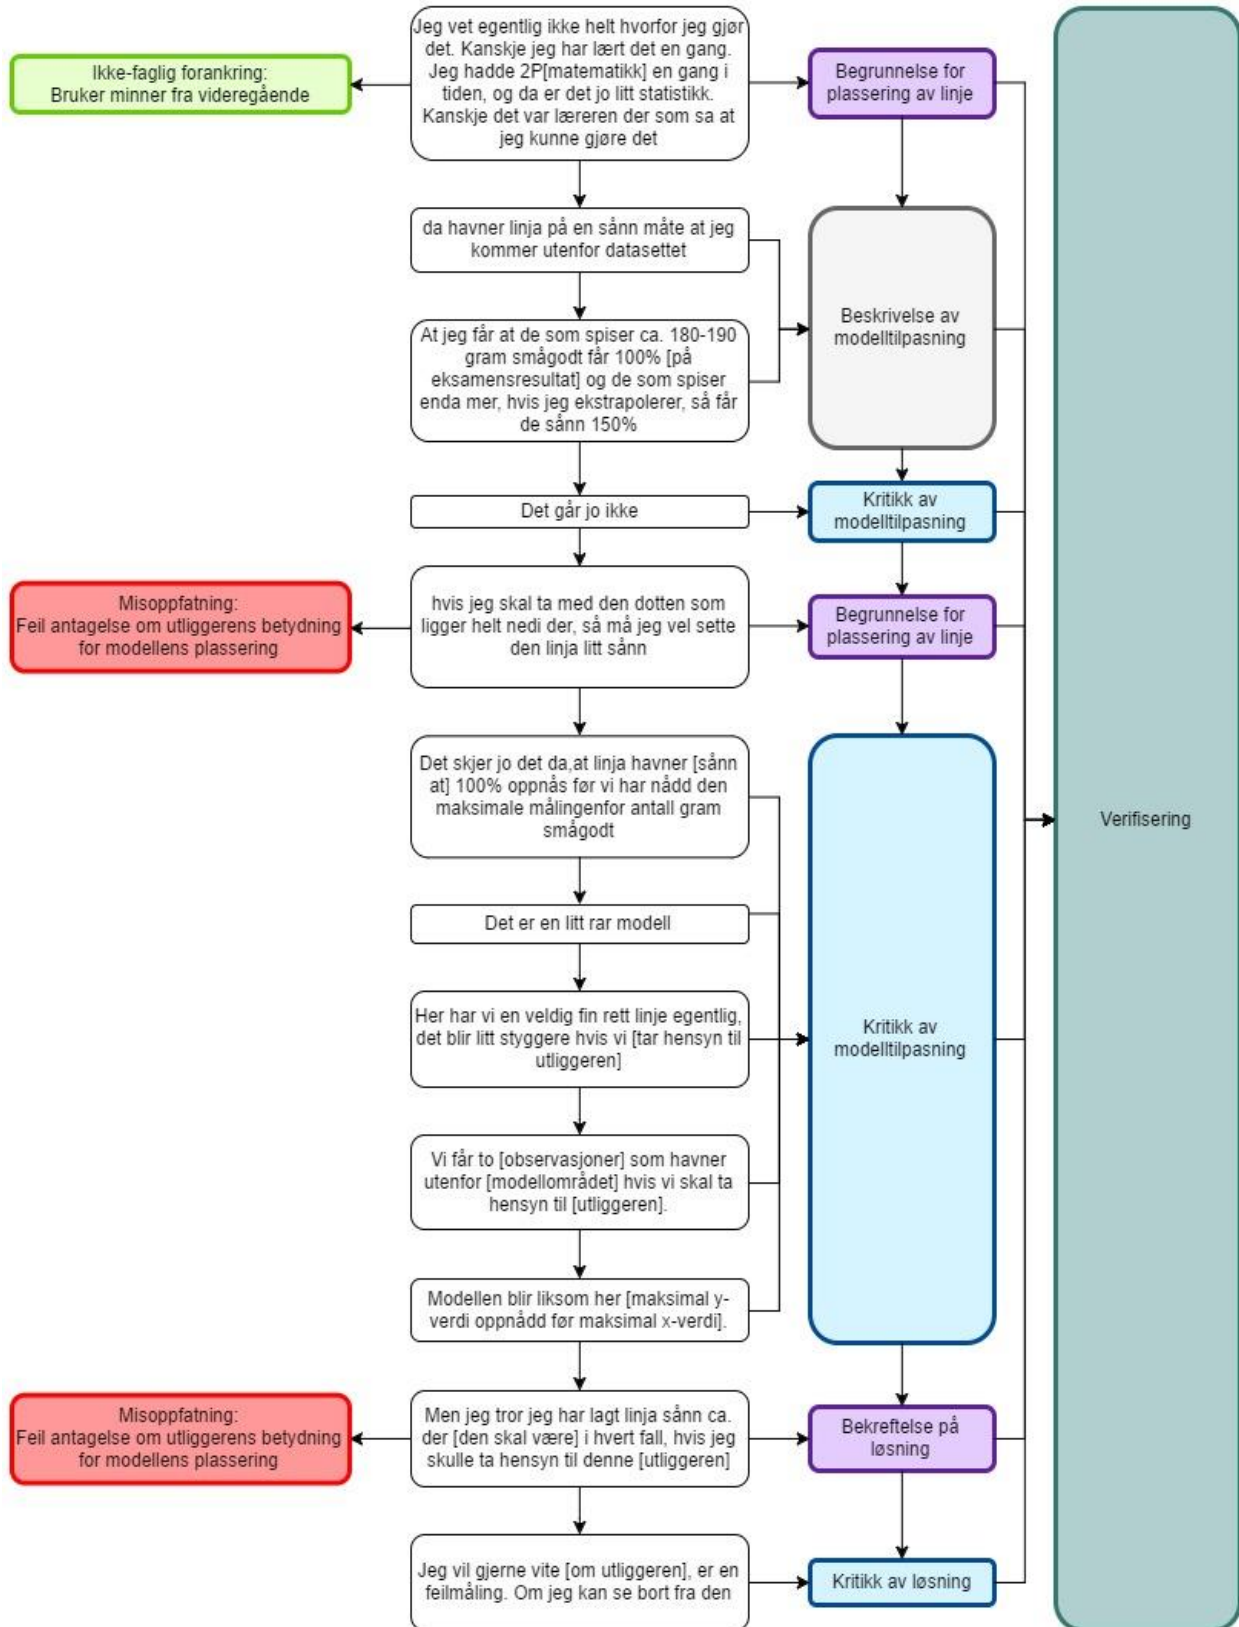 Jeg vet egentlig ikke helt hvorfor jeg gjør
det. Kanskje jeg har lært det en gang.
Jeg hadde 2P[matematikk] en gang i
tiden, og da er det jo litt statistikk.
Kanskje det var læreren der som sa at
jeg kunne gjøre det
Ikke-faglig forankring:
Bruker minner fra videregående
Begrunnelse for
plassering av linje
da havner linja på en sånn måte at jeg
kommer utenfor datasettet
At jeg får at de som spiser ca. 180-190
gram smågodt får 100% [på
eksamensresultat] og de som spiser
enda mer, hvis jeg ekstrapolerer, så får
de sånn 150%
Beskrivelse av
modelltilpasning
Det går jo ikke
Kritikk av
modelltilpasning
Misoppfatning:
Feil antagelse om utliggerens betydning
for modellens plassering
hvis jeg skal ta med den dotten som
ligger helt nedi der, så må jeg vel sette
den linja litt sånn
Begrunnelse for
plassering av linje
Det skjer jo det da,at linja havner [sånn
at] 100% oppnås før vi har nådd den
maksimale målingenfor antall gram
smågodt
Det er en litt rar modell
Her har vi en veldig fin rett linje egentlig,
det blir litt styggere hvis vi [tar hensyn til
utliggeren]
Vi får to [observasjoner] som havner
utenfor [modellområdet] hvis vi skal ta
hensyn til [utliggeren].
Modellen blir liksom her [maksimal y-
verdi oppnådd før maksimal x-verdi].
Kritikk av
modelltilpasning
Verifisering
Misoppfatning:
Feil antagelse om utliggerens betydning
for modellens plassering
Men jeg tror jeg har lagt linja sånn ca.
der [den skal være] i hvert fall, hvis jeg
skulle ta hensyn til denne [utliggeren]
Bekreftelse på
løsning
Jeg vil gjerne vite [om utliggeren], er en
feilmåling. Om jeg kan se bort fra den
Kritikk av løsning